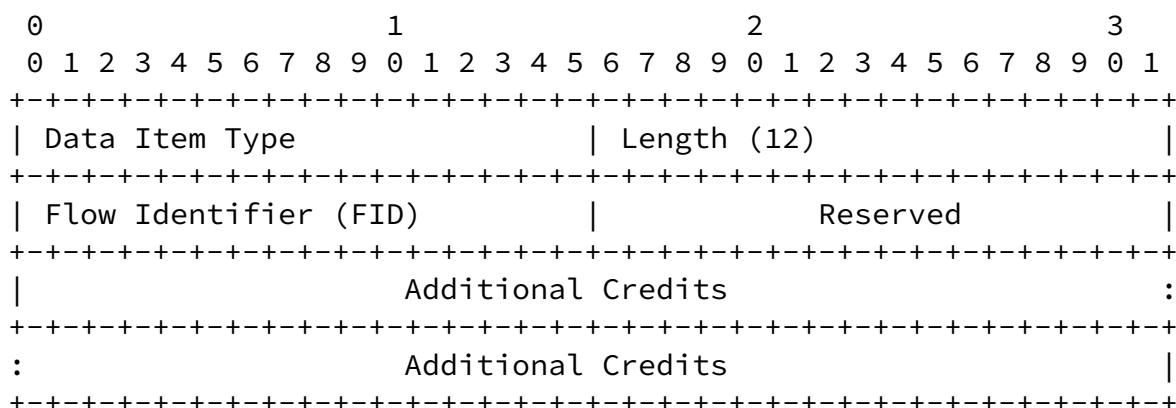 0                   1                   2                   3
 0 1 2 3 4 5 6 7 8 9 0 1 2 3 4 5 6 7 8 9 0 1 2 3 4 5 6 7 8 9 0 1
+-+-+-+-+-+-+-+-+-+-+-+-+-+-+-+-+-+-+-+-+-+-+-+-+-+-+-+-+-+-+-+-+
| Data Item Type                | Length (12)                   |
+-+-+-+-+-+-+-+-+-+-+-+-+-+-+-+-+-+-+-+-+-+-+-+-+-+-+-+-+-+-+-+-+
| Flow Identifier (FID)         |            Reserved           |
+-+-+-+-+-+-+-+-+-+-+-+-+-+-+-+-+-+-+-+-+-+-+-+-+-+-+-+-+-+-+-+-+
|                     Additional Credits                        :
+-+-+-+-+-+-+-+-+-+-+-+-+-+-+-+-+-+-+-+-+-+-+-+-+-+-+-+-+-+-+-+-+
:                     Additional Credits                        |
+-+-+-+-+-+-+-+-+-+-+-+-+-+-+-+-+-+-+-+-+-+-+-+-+-+-+-+-+-+-+-+-+